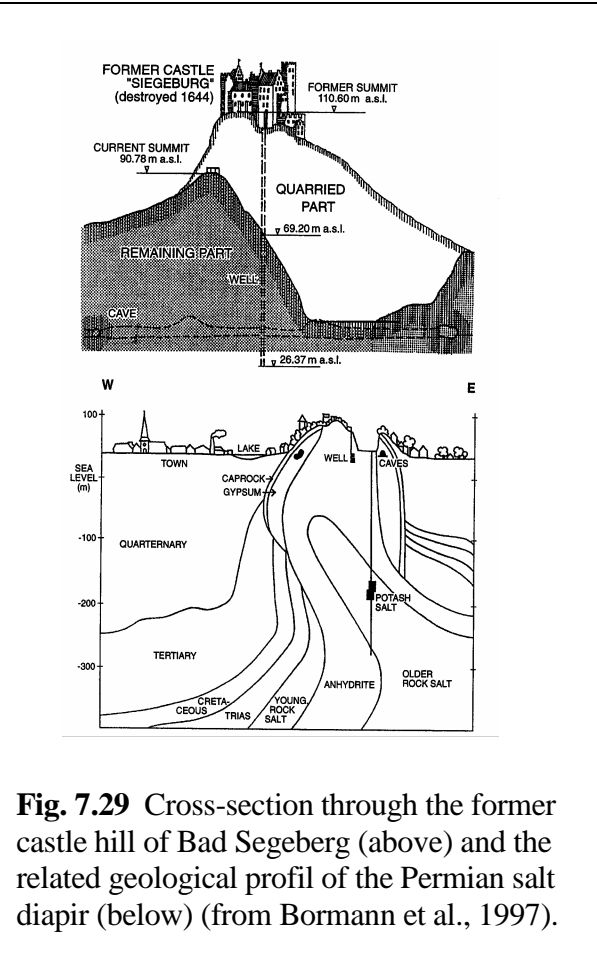 FORMER CASTLE
"SIEGEBURG"
(destroyed 1644)
FORMER SUMMIT
110.60 m a.s.l.
CURRENT SUMMIT
90.78 m a.s.l.
QUARRIED
PART
69.20 m a.s.l.
REMAINING PART
WELL
CAVE
26.37 m a.s.l.
W
E
100
LAKE
TOWN
WELL
CAVES
SEA
LEVEL
(m)
CAPROCK
GYPSUM
-100
QUARTERNARY
-200
POTASH
SALT
TERTIARY
-300
OLDER
ROCK SALT
ANHYDRITE
CRETA-
CEOUS
TRIAS
YOUNG
ROCK
SALT
Fig. 7.29 Cross-section through the former
castle hill of Bad Segeberg (above) and the
related geological profil of the Permian salt
diapir (below) (from Bormann et al., 1997).